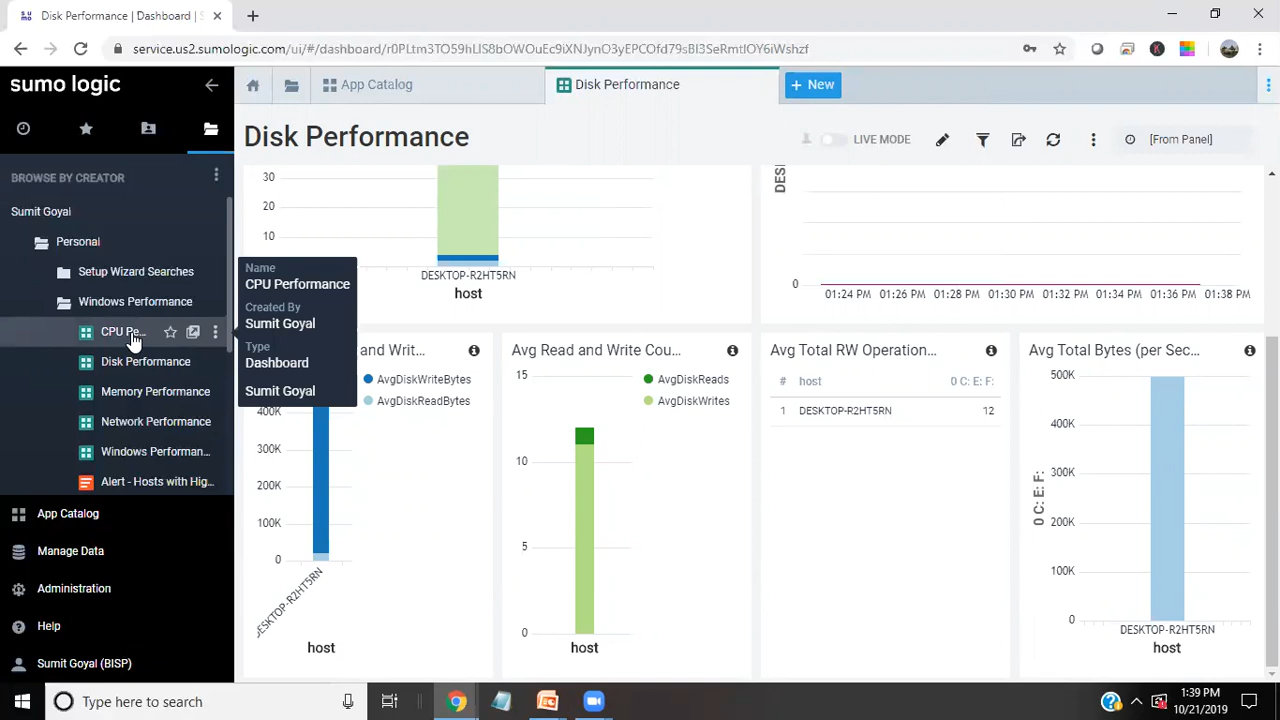 Disk Performance | Dashboard | S
service.us2.sumologic.com/ui/#/dashboard/
sumo logic
App Catalog
Disk Performance
+ New
Disk Performance
LIVE MODE
[From Panel]
BROWSE BY CREATOR
Sumit Goyal
Personal
Setup Wizard Searches
Windows Performance
CPU Pe...
Disk Performance
Memory Performance
Network Performance
Windows Performan...
Alert - Hosts with Hig...
App Catalog
Manage Data
Administration
Help
Sumit Goyal (BISP)
Name
CPU Performance
Created By
Sumit Goyal
Type
Dashboard
Sumit Goyal
30
20
10
DESKTOP-R2HT5RN
host
0
01:24 PM 01:26 PM 01:28 PM 01:30 PM 01:32 PM 01:34 PM 01:36 PM 01:38 PM
and Writ...
AvgDiskWriteBytes
AvgDiskReadBytes
400K
300K
200K
100K
0
host
Avg Read and Write Cou...
AvgDiskReads
AvgDiskWrites
15
10
5
0
host
Avg Total RW Operation...
# host 0 C: E: F:
1 DESKTOP-R2HT5RN 12
Avg Total Bytes (per Sec...
0 C: E: F:
500K
400K
300K
200K
100K
0
DESKTOP-R2HT5RN
host
Type here to search
1:39 PM
10/21/2019